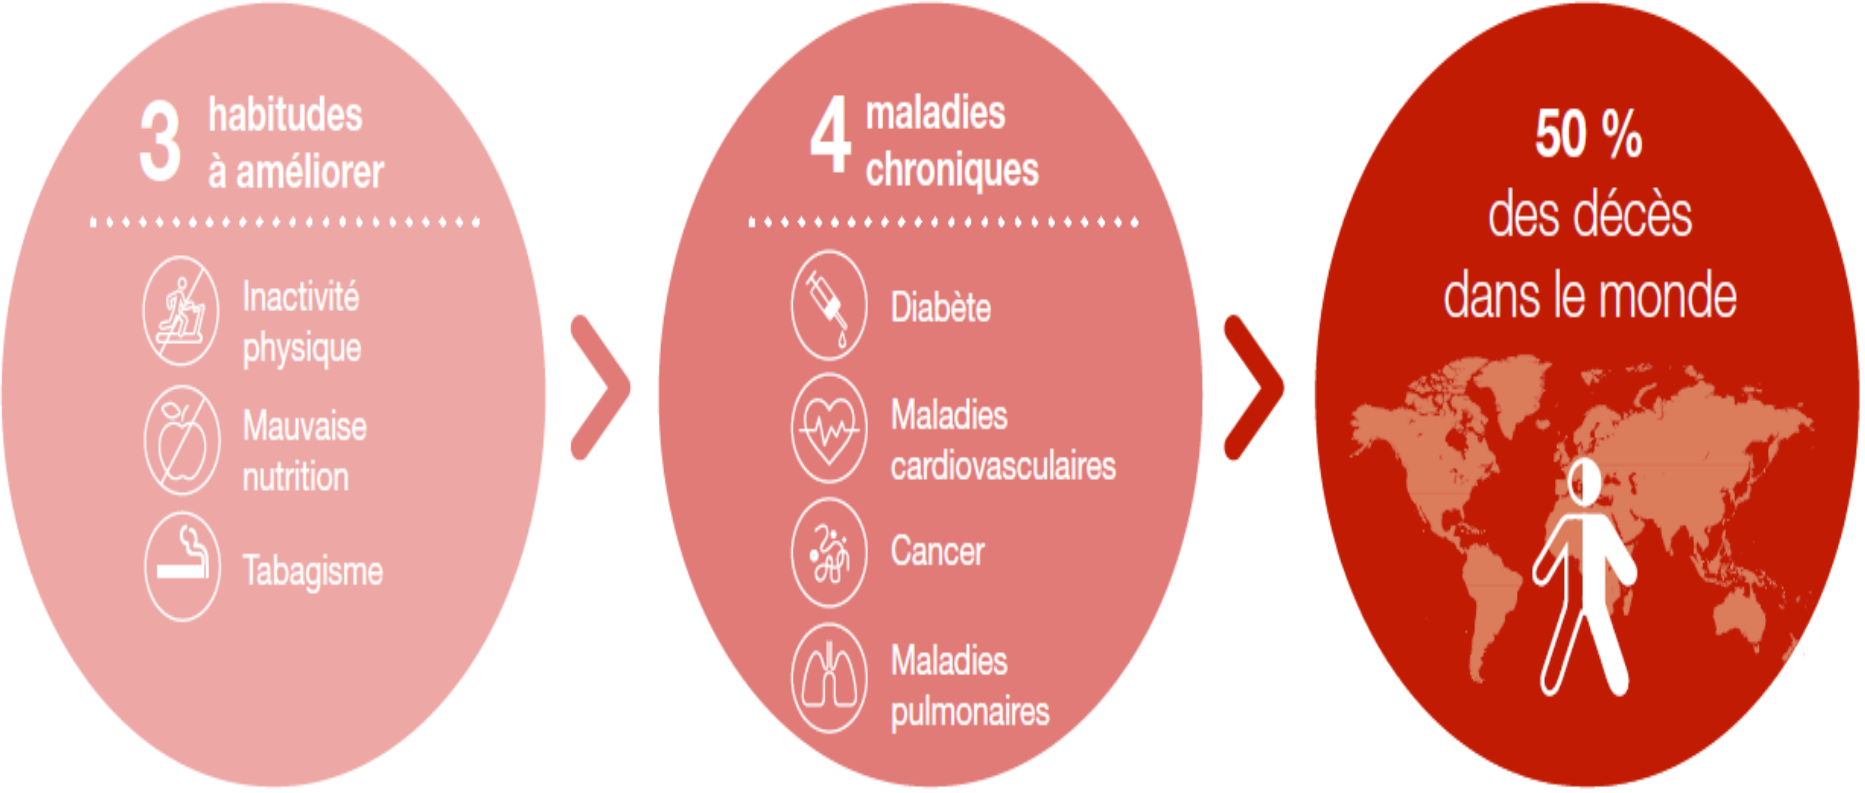 3 habitudes
à améliorer
Inactivité
physique
Mauvaise
nutrition
Tabagisme
4 maladies
chroniques
Diabète
Maladies
cardiovasculaires
Cancer
Maladies
pulmonaires
50 %
des décès
dans le monde